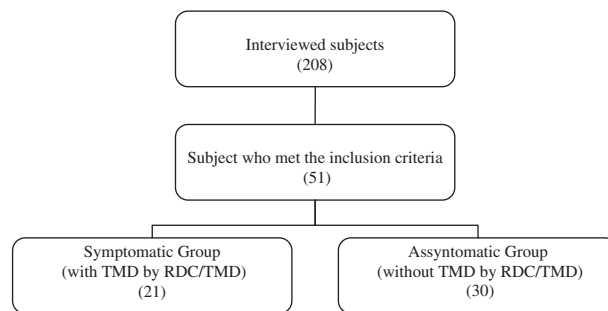 Interviewed subjects
(208)
Subject who met the inclusion criteria
(51)
Symptomatic Group
(with TMD by RDC/TMD)
(21)
Assyntomatic Group
(without TMD by RDC/TMD)
(30)